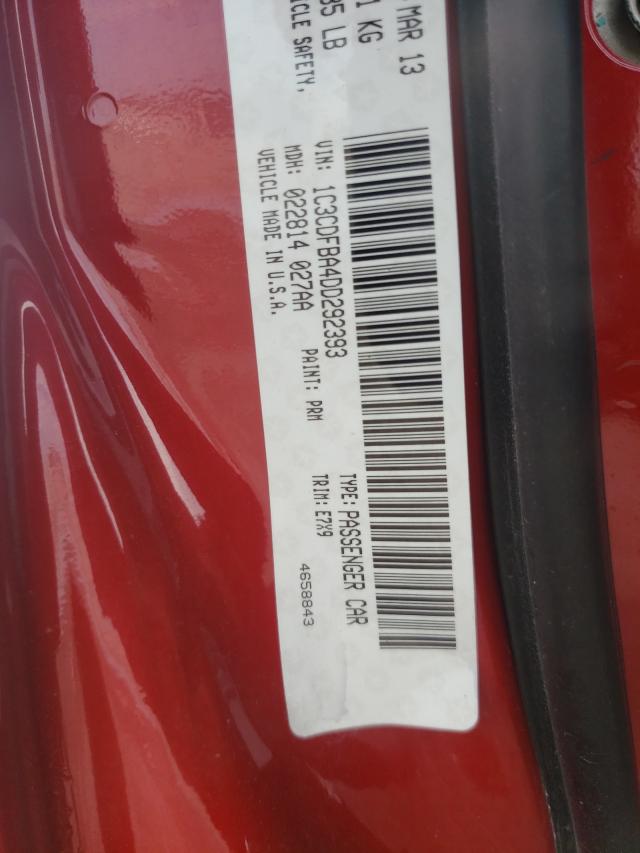 MAR 13
1 KG
35 LB
VEHICLE SAFETY,
VIN: 1C3CDFBA4DD292393
TYPE: PASSENGER CAR
MDH: 022814 027AA
PAINT: PRM
TRIM: E7X9
VEHICLE MADE IN U.S.A.
4658843